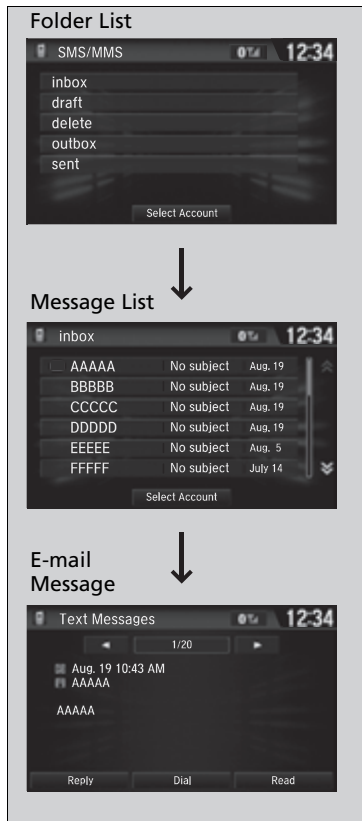 Folder List
SMS/MMS 12:34
inbox
draft
delete
outbox
sent
Select Account
Message List
inbox 12:34
AAAAA No subject Aug. 19
BBBBB No subject Aug. 19
CCCCC No subject Aug. 19
DDDDD No subject Aug. 19
EEEEE No subject Aug. 5
FFFFF No subject July 14
Select Account
E-mail
Message
Text Messages 12:34
1/20
Aug. 19 10:43 AM
AAAAA
AAAAA
Reply Dial Read